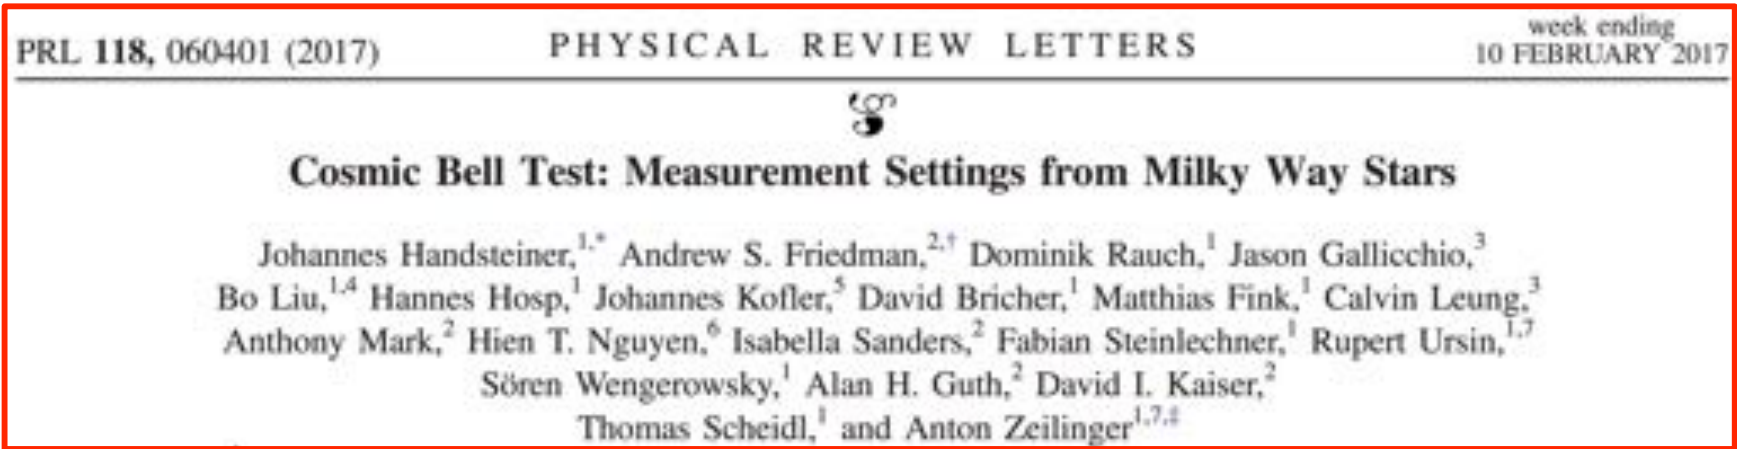 PRL 118, 060401 (2017) PHYSICAL REVIEW LETTERS week ending 10 FEBRUARY 2017
Cosmic Bell Test: Measurement Settings from Milky Way Stars
Johannes Handsteiner,1,* Andrew S. Friedman,2,† Dominik Rauch,1 Jason Gallicchio,3
Bo Liu,1,4 Hannes Hosp,1 Johannes Kofler,5 David Bricher,1 Matthias Fink,1 Calvin Leung,3
Anthony Mark,2 Hien T. Nguyen,6 Isabella Sanders,2 Fabian Steinlechner,1 Rupert Ursin,1,7
Sören Wengerowsky,1 Alan H. Guth,2 David I. Kaiser,2
Thomas Scheidl,1 and Anton Zeilinger1,7,‡